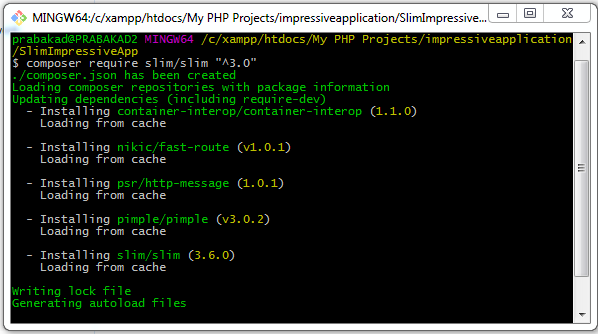 MINGW64:/c/xampp/htdocs/My PHP Projects/impressiveapplication/SlimImpressive...
prabakad@PRABAKAD2 MINGW64 /c/xampp/htdocs/My PHP Projects/impressiveapplication
/SlimImpressiveApp
$ composer require slim/slim "^3.0"
./composer.json has been created
Loading composer repositories with package information
Updating dependencies (including require-dev)
- Installing container-interop/container-interop (1.1.0)
Loading from cache
- Installing nikic/fast-route (v1.0.1)
Loading from cache
- Installing psr/http-message (1.0.1)
Loading from cache
- Installing pimple/pimple (v3.0.2)
Loading from cache
- Installing slim/slim (3.6.0)
Loading from cache
Writing lock file
Generating autoload files